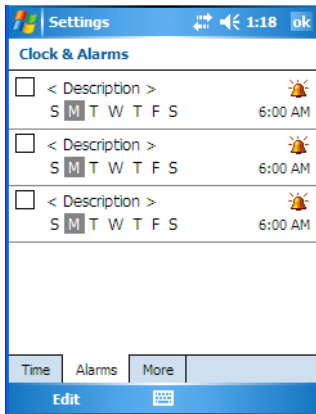 Settings 1:18 ok
Clock & Alarms
< Description >
S M T W T F S 6:00 AM
< Description >
S M T W T F S 6:00 AM
< Description >
S M T W T F S 6:00 AM
Time Alarms More
Edit